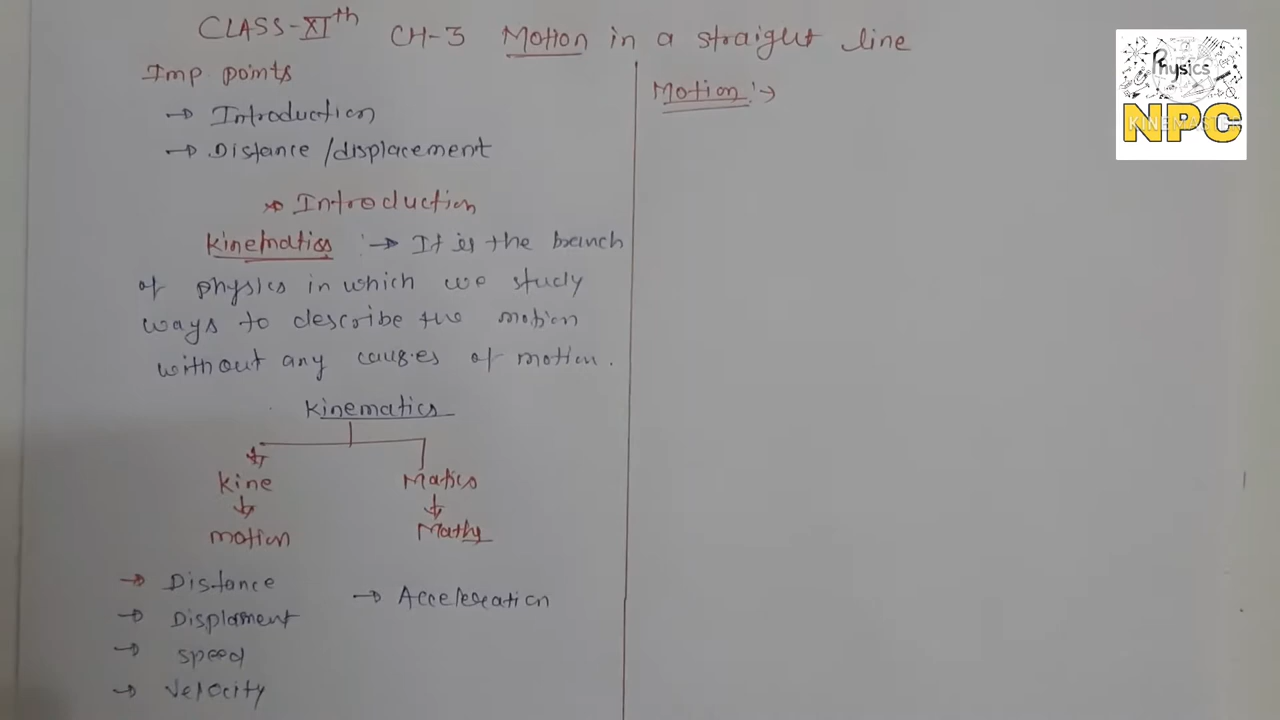 CLASS-XIth CH-3 Motion in a straight line
Imp points
→ Introduction
→ Distance/displacement
* Introduction
Kinematics :→ It is the branch
of physics in which we study
ways to describe the motion
without any causes of motion.
Kinematics
Kine Matics
motion Maths
→ Distance
→ Displament
→ speed
→ Velocity
→ Acceleration
Motion :→
Physics
NPC
KINEMASTER